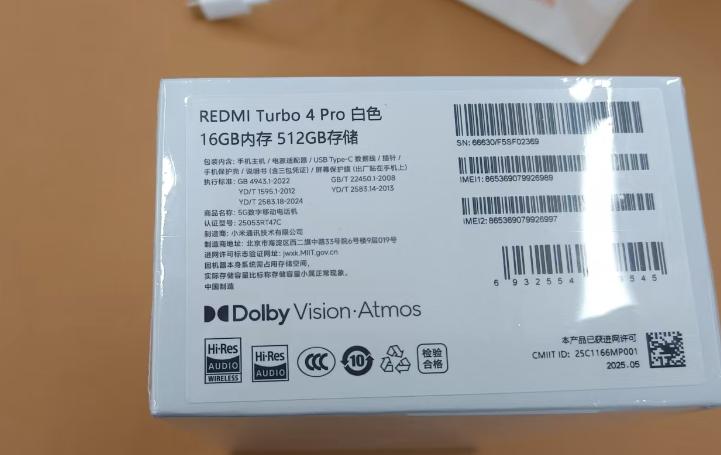 REDMI Turbo 4 Pro 白色
16GB内存 512GB存储
包装内含: 手机主机 / 电源适配器 / USB Type-C 数据线 / 插针 /
手机保护壳 / 说明书 (含三包凭证) / 屏幕保护膜 (出厂贴在手机上)
执行标准: GB 4943.1-2022 GB/T 22450.1-2008
YD/T 1595.1-2012 YD/T 2583.14-2013
YD/T 2583.18-2024
商品名称: 5G数字移动电话机
认证型号: 25053RT47C
制造商: 小米通讯技术有限公司
制造商地址: 北京市海淀区西二旗中路33号院6号楼9层019号
进网许可标志验证网址: jwxk.MIIT.gov.cn
因机器本身系统需占用存储空间,
实际存储容量比标称存储容量小属正常现象。
中国制造
Dolby Vision·Atmos
Hi-Res
AUDIO
WIRELESS
Hi-Res
AUDIO
CCC
10
检验
合格
SN: 66630/F5SF02369
IMEI1: 865369079926989
IMEI2: 865369079926997
6 932554
545
本产品已获进网许可
CMIIT ID: 25C1166MP001
2025.05